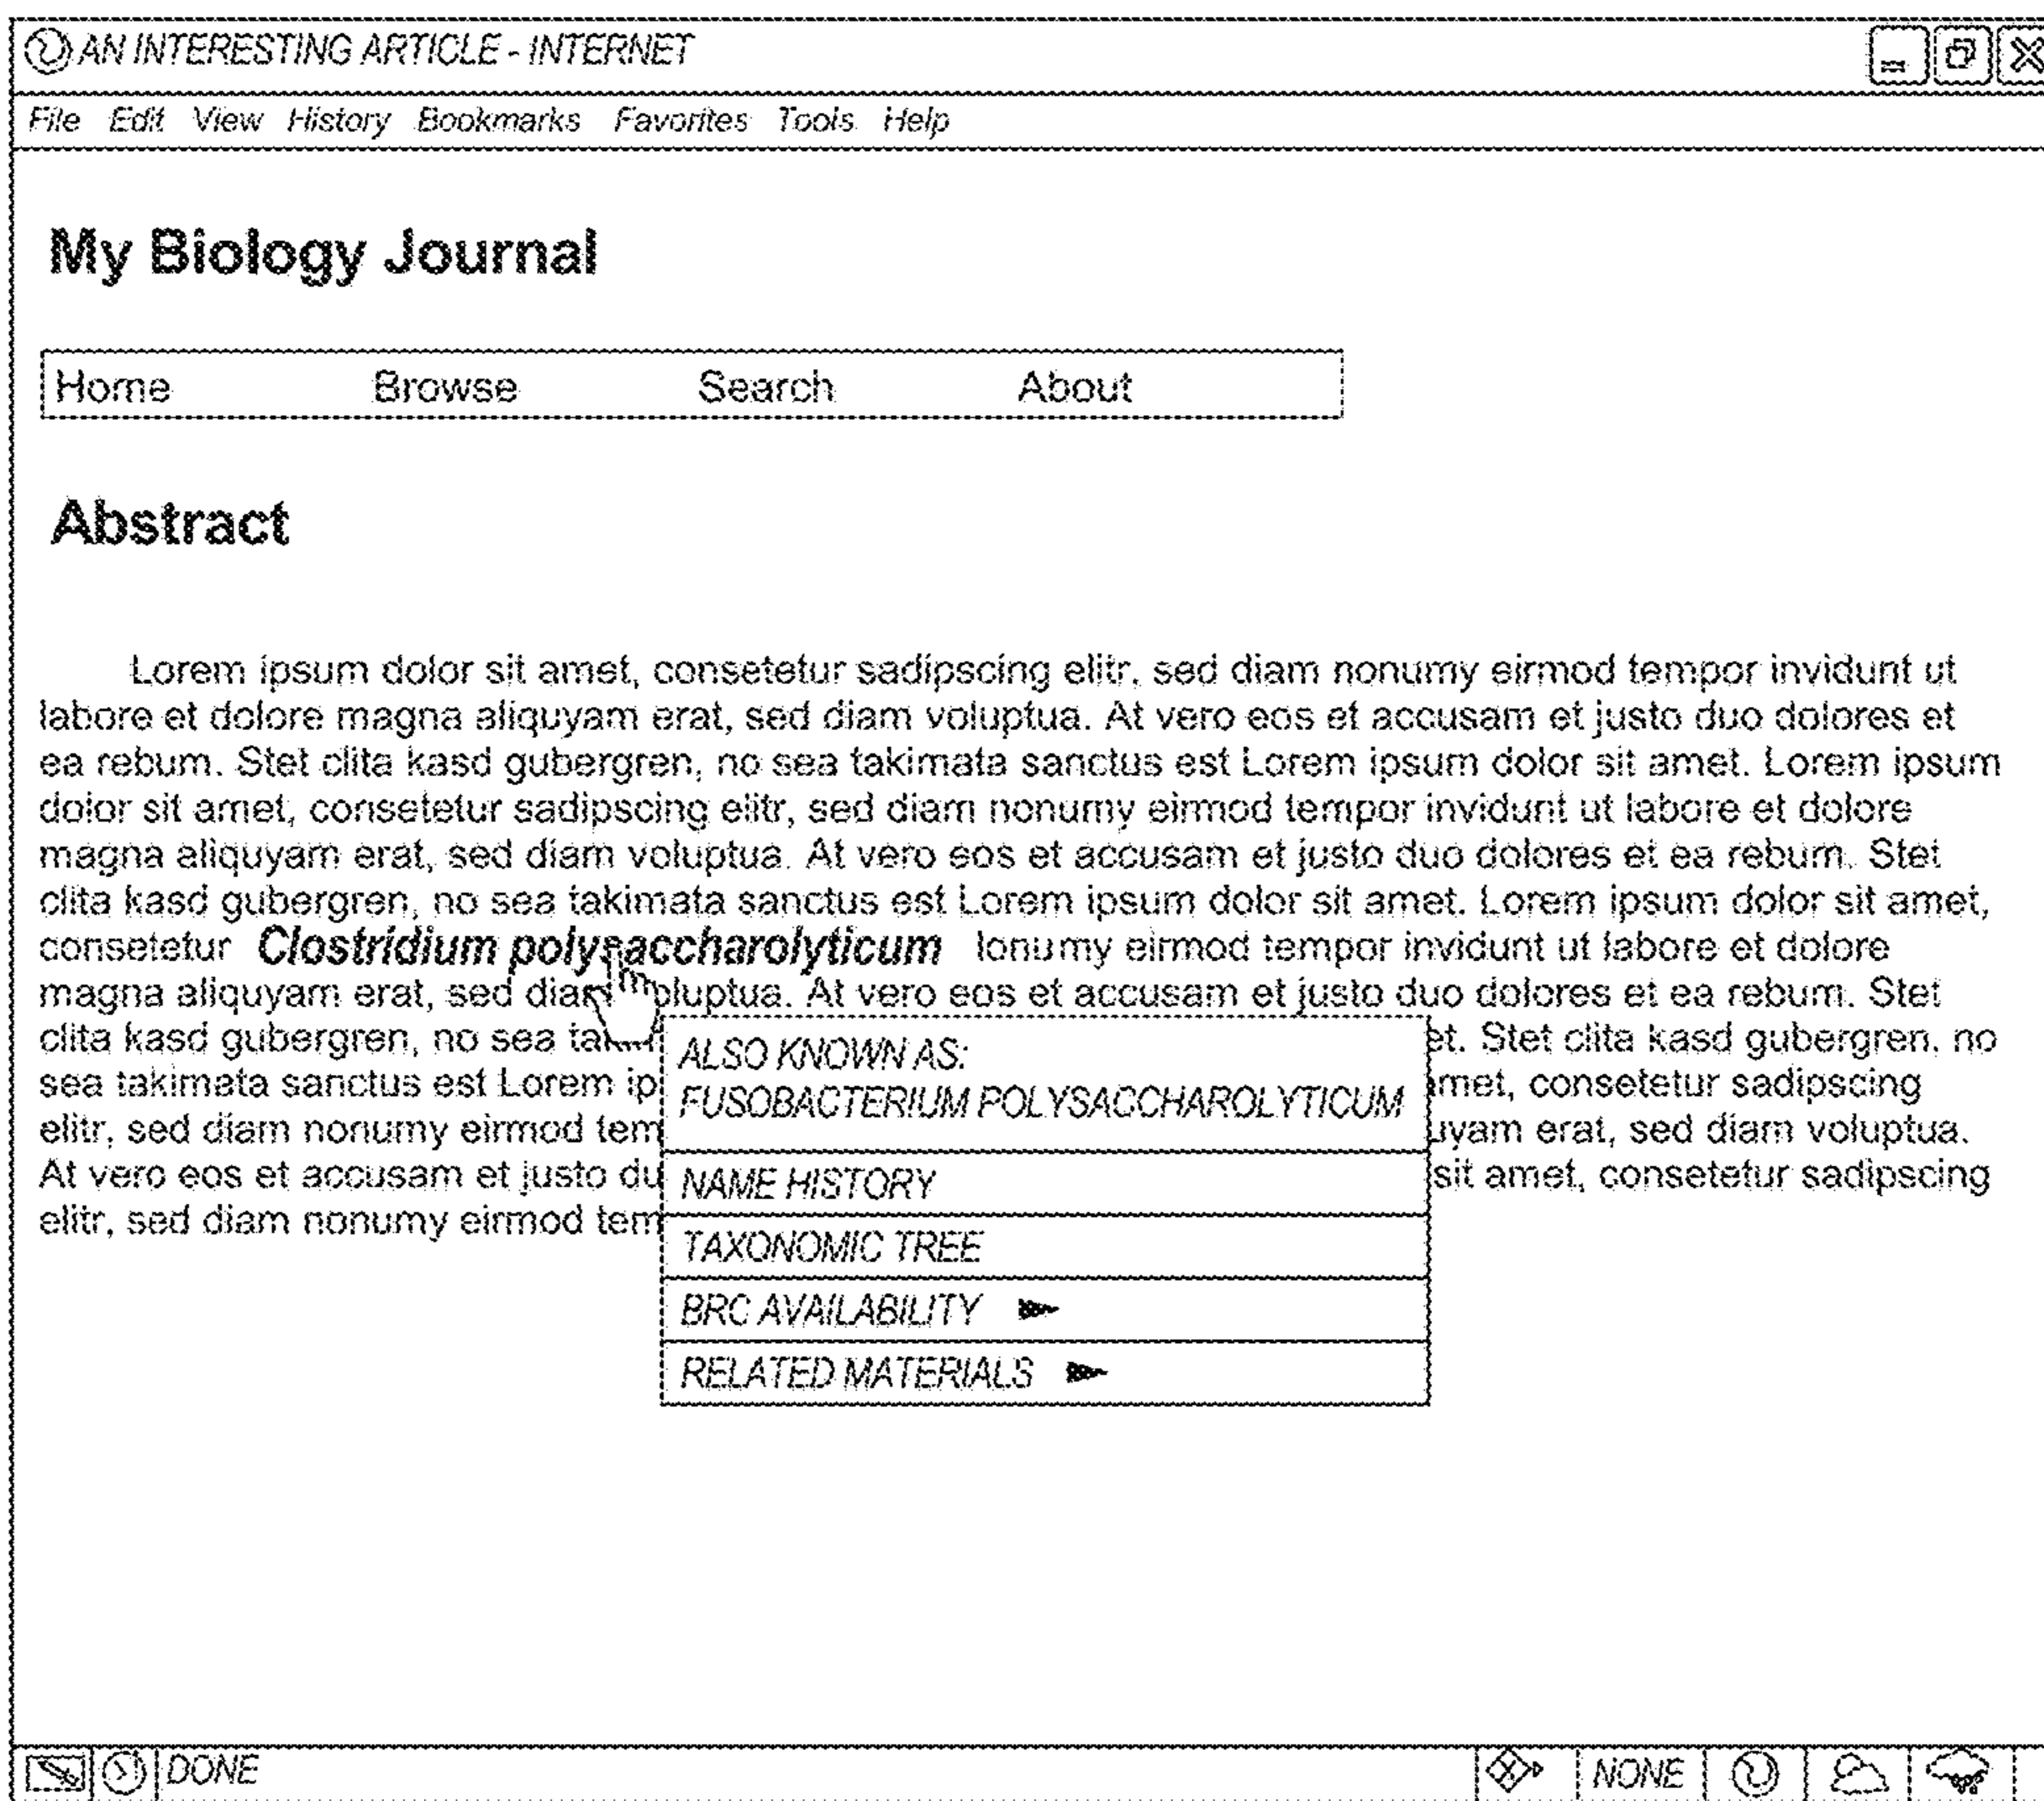 AN INTERESTING ARTICLE - INTERNET
File Edit View History Bookmarks Favorites Tools Help
My Biology Journal
Home Browse Search About
Abstract
Lorem ipsum dolor sit amet, consetetur sadipscing elitr, sed diam nonumy eirmod tempor invidunt ut
labore et dolore magna aliquyam erat, sed diam voluptua. At vero eos et accusam et justo duo dolores et
ea rebum. Stet clita kasd gubergren, no sea takimata sanctus est Lorem ipsum dolor sit amet. Lorem ipsum
dolor sit amet, consetetur sadipscing elitr, sed diam nonumy eirmod tempor invidunt ut labore et dolore
magna aliquyam erat, sed diam voluptua. At vero eos et accusam et justo duo dolores et ea rebum. Stet
clita kasd gubergren, no sea takimata sanctus est Lorem ipsum dolor sit amet. Lorem ipsum dolor sit amet,
consetetur Clostridium polysaccharolyticum lonumy eirmod tempor invidunt ut labore et dolore
magna aliquyam erat, sed diam voluptua. At vero eos et accusam et justo duo dolores et ea rebum. Stet
clita kasd gubergren, no sea et. Stet clita kasd gubergren, no
sea takimata sanctus est Lorem ip met, consetetur sadipscing
elitr, sed diam nonumy eirmod tem uyam erat, sed diam voluptua.
At vero eos et accusam et justo du sit amet, consetetur sadipscing
elitr, sed diam nonumy eirmod tem
ALSO KNOWN AS:
FUSOBACTERIUM POLYSACCHAROLYTICUM
NAME HISTORY
TAXONOMIC TREE
BRC AVAILABILITY
RELATED MATERIALS
DONE NONE